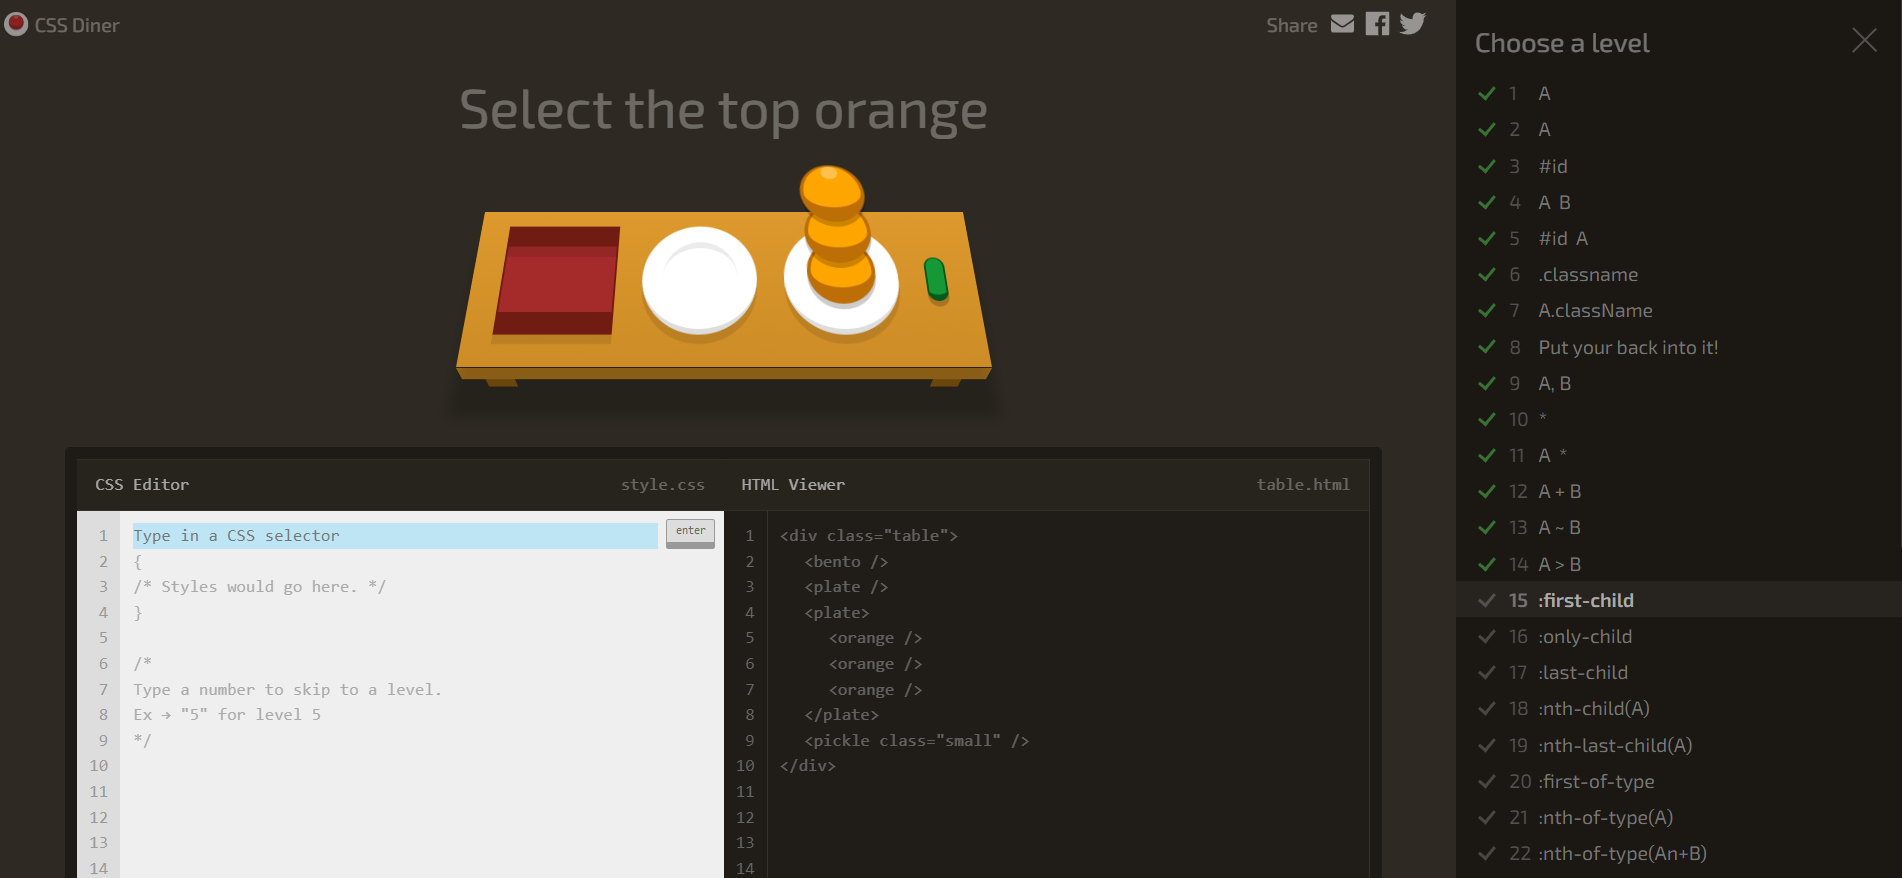 CSS Diner
Share
Select the top orange
CSS Editor style.css
1 Type in a CSS selector enter
2 {
3 /* Styles would go here. */
4 }
5
6 /*
7 Type a number to skip to a level.
8 Ex → "5" for level 5
9 */
10
11
12
13
14
HTML Viewer table.html
1 <div class="table">
2 <bento />
3 <plate />
4 <plate>
5 <orange />
6 <orange />
7 <orange />
8 </plate>
9 <pickle class="small" />
10 </div>
11
12
13
14
Choose a level
1 A
2 A
3 #id
4 A B
5 #id A
6 .classname
7 A.className
8 Put your back into it!
9 A, B
10 *
11 A *
12 A + B
13 A ~ B
14 A > B
15 :first-child
16 :only-child
17 :last-child
18 :nth-child(A)
19 :nth-last-child(A)
20 :first-of-type
21 :nth-of-type(A)
22 :nth-of-type(An+B)